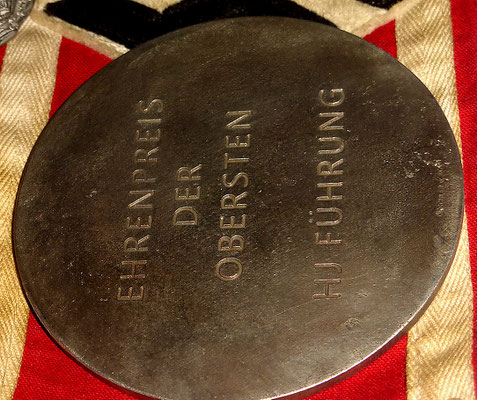 EHRENPREIS
DER
OBERSTEN
HJ FÜHRUNG